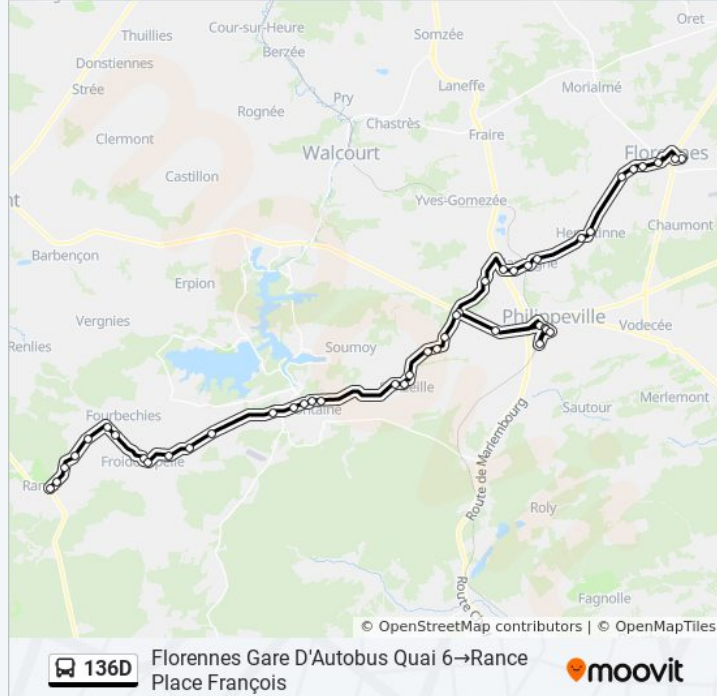 Oret
Cour-sur-Heure
Thuillies
Somzée
Berzée
Donstiennes
Strée
Laneffe
Morialmé
Pry
Rognée
Chastrès
Fraire
Clermont
Walcourt
Castillon
Yves-Gomezée
Chaumont
Barbençon
Erpion
Philippeville
Vodecée
Vergnies
Renlies
Soumoy
Merlemont
Sautour
Fourbechies
Route de Mariembourg
Roly
Fagnolle
© OpenStreetMap contributors | © OpenMapTiles
136D
Florennes Gare D'Autobus Quai 6→Rance
Place François
moovit